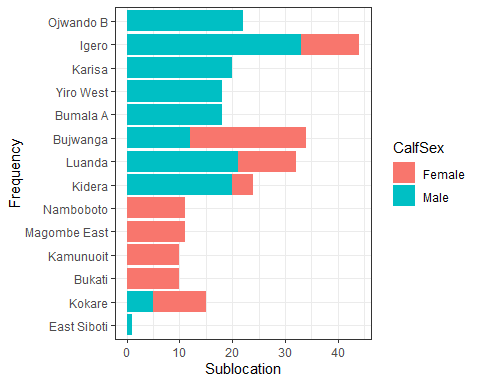 Frequency
Ojwando B
Igero
Karisa
Yiro West
Bumala A
Bujwanga
Luanda
Kidera
Namboboto
Magombe East
Kamunuoit
Bukati
Kokare
East Siboti
0 10 20 30 40
Sublocation
CalfSex
Female
Male